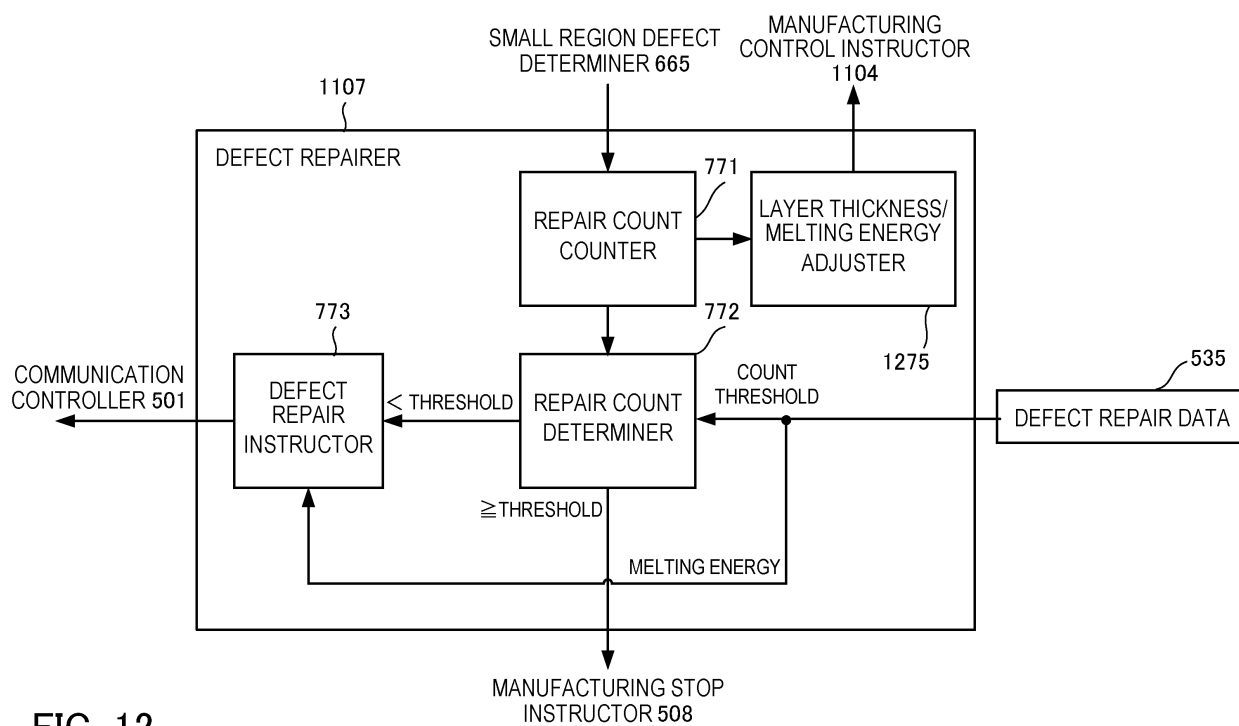 SMALL REGION DEFECT
DETERMINER 665
MANUFACTURING
CONTROL INSTRUCTOR
1104
1107
DEFECT REPAIRER
771
REPAIR COUNT
COUNTER
LAYER THICKNESS/
MELTING ENERGY
ADJUSTER
1275
773
772
535
COMMUNICATION
CONTROLLER 501
DEFECT
REPAIR
INSTRUCTOR
< THRESHOLD
REPAIR COUNT
DETERMINER
COUNT
THRESHOLD
DEFECT REPAIR DATA
≧THRESHOLD
MELTING ENERGY
MANUFACTURING STOP
INSTRUCTOR 508
FIG. 12